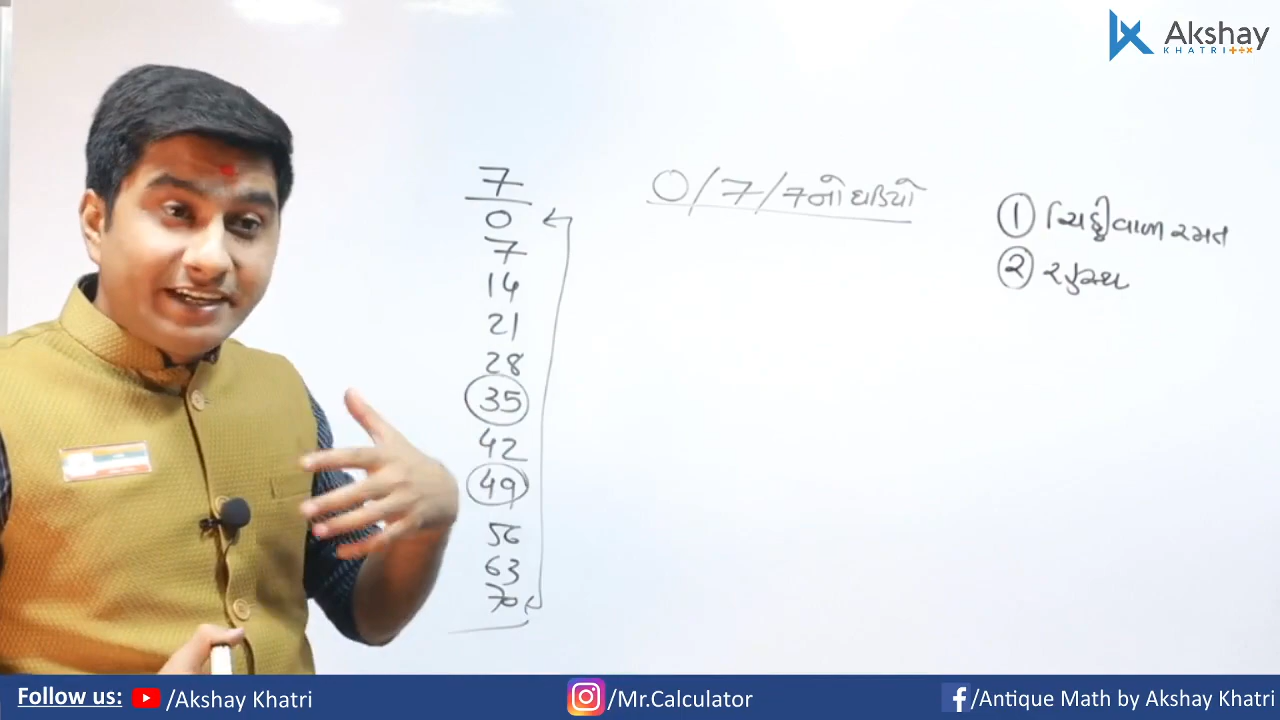 Akshay
KHATRI
7
0
7
14
21
28
35
42
49
56
63
70
0/7/7નો ઘડિયો
① ચિઠ્ઠીવાળ રમત
②
Follow us: /Akshay Khatri
/Mr.Calculator
/Antique Math by Akshay Khatri